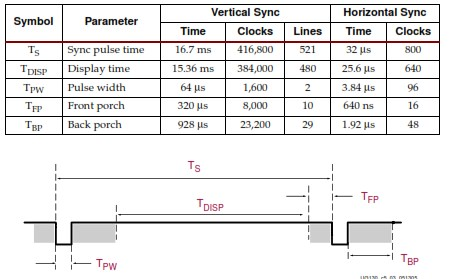 Symbol Parameter Vertical Sync Horizontal Sync
Time Clocks Lines Time Clocks
TS Sync pulse time 16.7 ms 416,800 521 32 µs 800
TDISP Display time 15.36 ms 384,000 480 25.6 µs 640
TPW Pulse width 64 µs 1,600 2 3.84 µs 96
TFP Front porch 320 µs 8,000 10 640 ns 16
TBP Back porch 928 µs 23,200 29 1.92 µs 48
TS
TFP
TDISP
TPW
TBP